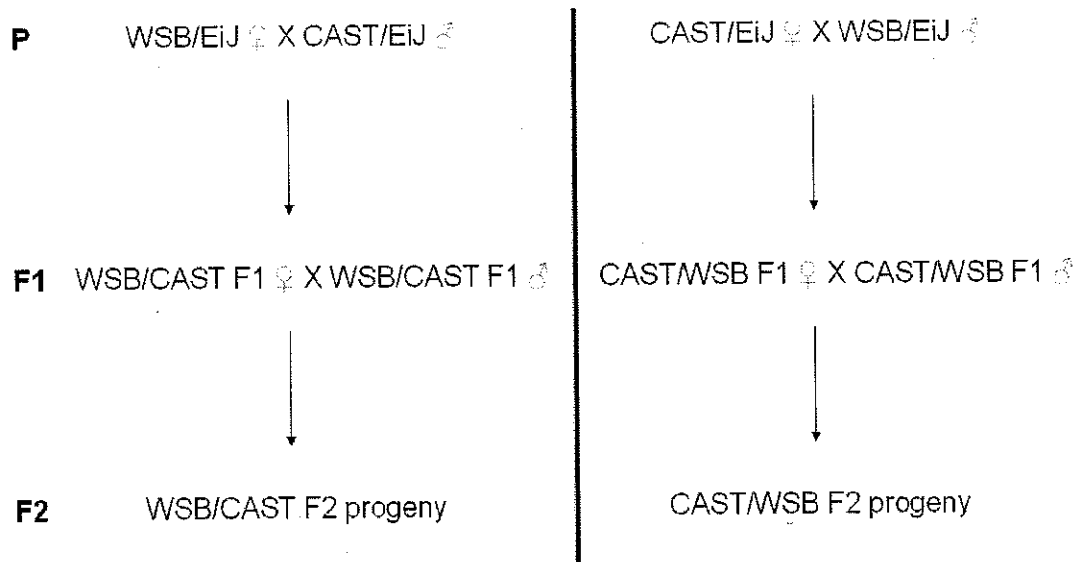 P WSB/EiJ ♀ X CAST/EiJ ♂
CAST/EiJ ♀ X WSB/EiJ ♂
F1 WSB/CAST F1 ♀ X WSB/CAST F1 ♂
CAST/WSB F1 ♀ X CAST/WSB F1 ♂
F2 WSB/CAST F2 progeny
CAST/WSB F2 progeny